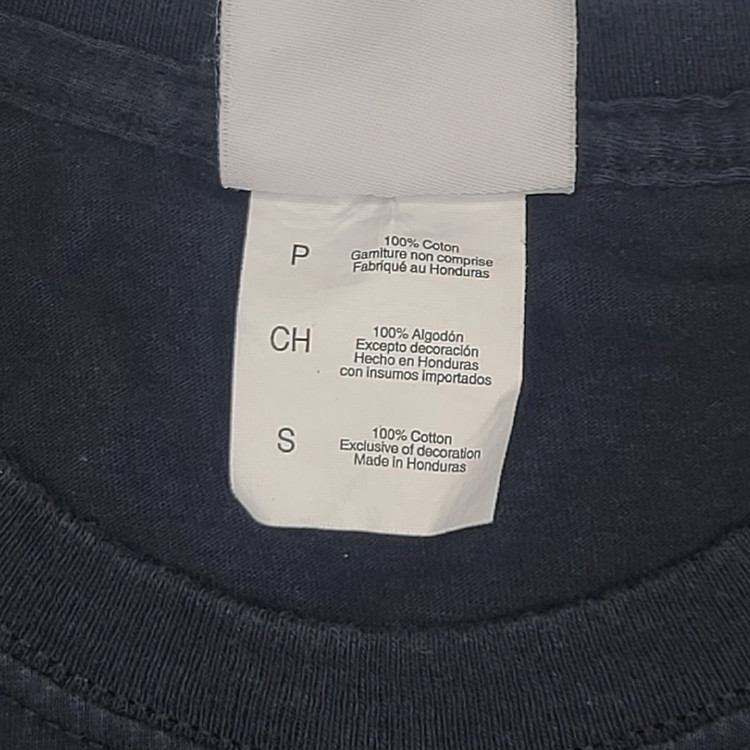 P
100% Coton
Garniture non comprise
Fabriqué au Honduras
CH
100% Algodón
Excepto decoración
Hecho en Honduras
con insumos importados
S
100% Cotton
Exclusive of decoration
Made in Honduras